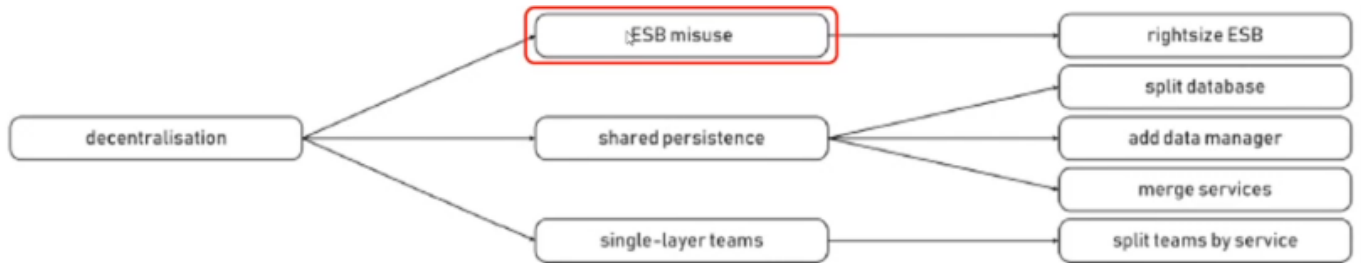 ESB misuse
rightsize ESB
split database
decentralisation
shared persistence
add data manager
merge services
single-layer teams
split teams by service